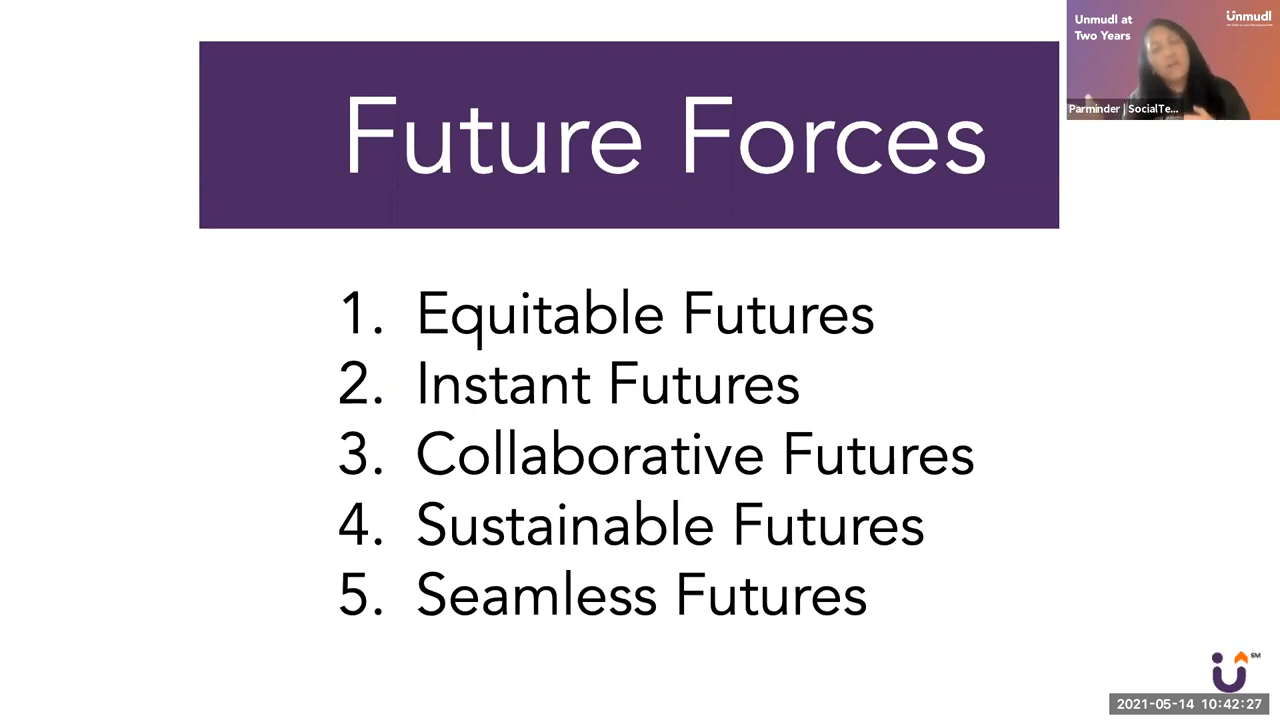 Future Forces
1. Equitable Futures
2. Instant Futures
3. Collaborative Futures
4. Sustainable Futures
5. Seamless Futures
Unmudl at
Two Years
Unmudl
Parminder | SocialTe...
SM
2021-05-14 10:42:27